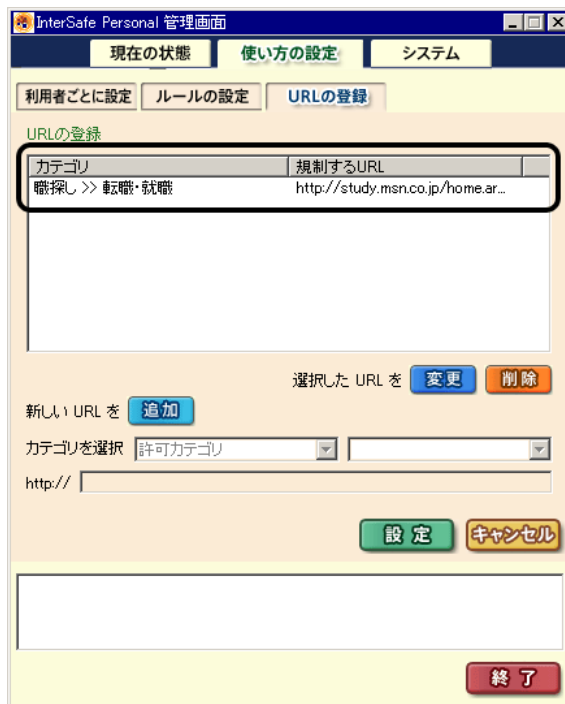 InterSafe Personal 管理画面
現在の状態 使い方の設定 システム
利用者ごとに設定 ルールの設定 URLの登録
URLの登録
カテゴリ 規制するURL
職探し >> 転職・就職 http://study.msn.co.jp/home.ar...
選択した URL を 変更 削除
新しい URL を 追加
カテゴリを選択 許可カテゴリ
http://
設定 キャンセル
終了